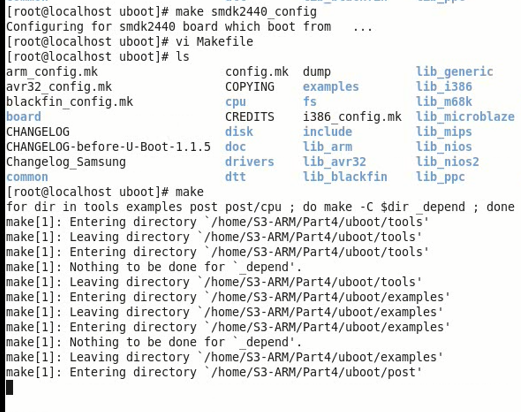 [root@localhost uboot]# make smdk2440_config
Configuring for smdk2440 board which boot from   ...
[root@localhost uboot]# vi Makefile
[root@localhost uboot]# ls
arm_config.mk                  config.mk  dump          lib_generic
avr32_config.mk                COPYING    examples      lib_i386
blackfin_config.mk             cpu        fs            lib_m68k
board                          CREDITS    i386_config.mk  lib_microblaze
CHANGELOG                      disk       include       lib_mips
CHANGELOG-before-U-Boot-1.1.5  doc        lib_arm       lib_nios
Changelog_Samsung              drivers    lib_avr32     lib_nios2
common                         dtt        lib_blackfin  lib_ppc
[root@localhost uboot]# make
for dir in tools examples post post/cpu ; do make -C $dir _depend ; done
make[1]: Entering directory `/home/S3-ARM/Part4/uboot/tools'
make[1]: Leaving directory `/home/S3-ARM/Part4/uboot/tools'
make[1]: Entering directory `/home/S3-ARM/Part4/uboot/tools'
make[1]: Nothing to be done for `_depend'.
make[1]: Leaving directory `/home/S3-ARM/Part4/uboot/tools'
make[1]: Entering directory `/home/S3-ARM/Part4/uboot/examples'
make[1]: Leaving directory `/home/S3-ARM/Part4/uboot/examples'
make[1]: Entering directory `/home/S3-ARM/Part4/uboot/examples'
make[1]: Nothing to be done for `_depend'.
make[1]: Leaving directory `/home/S3-ARM/Part4/uboot/examples'
make[1]: Entering directory `/home/S3-ARM/Part4/uboot/post'